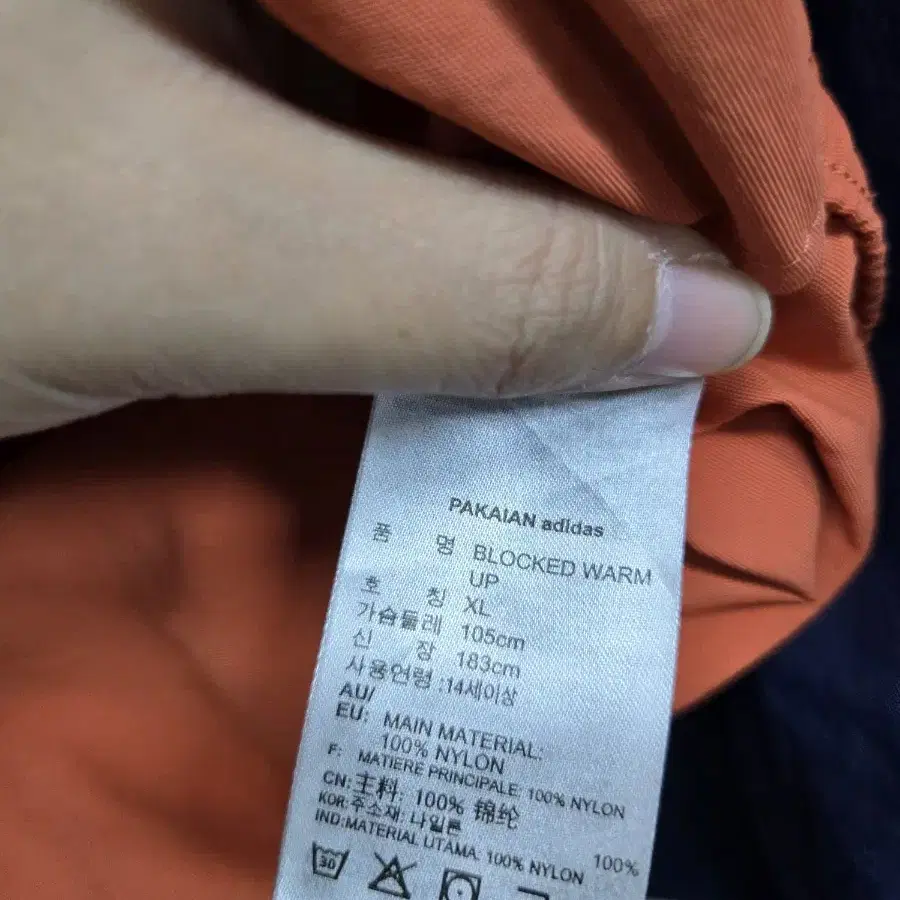 PAKAIAN adidas
품 명 BLOCKED WARM
UP
호 칭 XL
가슴둘레 105cm
신 장 183cm
사용연령 :14세이상
AU/
EU: MAIN MATERIAL:
100% NYLON
F: MATIERE PRINCIPALE: 100% NYLON
CN: 主料: 100% 锦纶
KOR: 주소재: 나일론 100%
IND:MATERIAL UTAMA: 100% NYLON
30